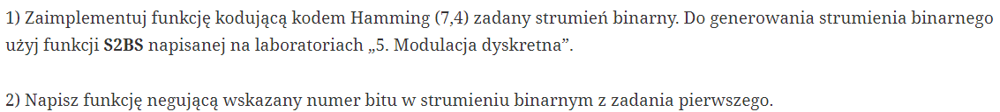 1) Zaimplementuj funkcję kodującą kodem Hamming (7,4) zadany strumień binarny. Do generowania strumienia binarnego
użyj funkcji S2BS napisanej na laboratoriach „5. Modulacja dyskretna”.
2) Napisz funkcję negującą wskazany numer bitu w strumieniu binarnym z zadania pierwszego.